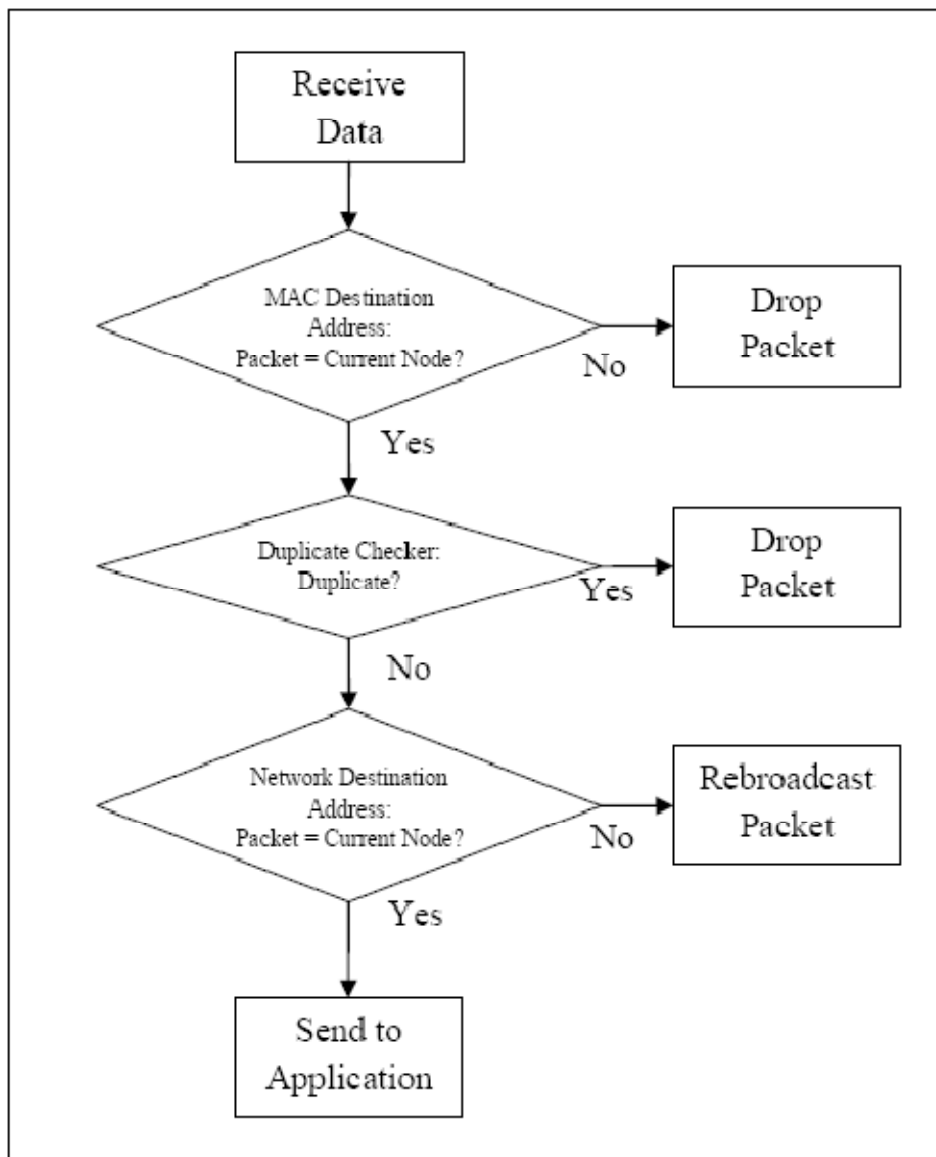 Receive
Data
MAC Destination
Address:
Packet = Current Node?
No
Drop
Packet
Yes
Duplicate Checker:
Duplicate?
Yes
Drop
Packet
No
Network Destination
Address:
Packet = Current Node?
No
Rebroadcast
Packet
Yes
Send to
Application